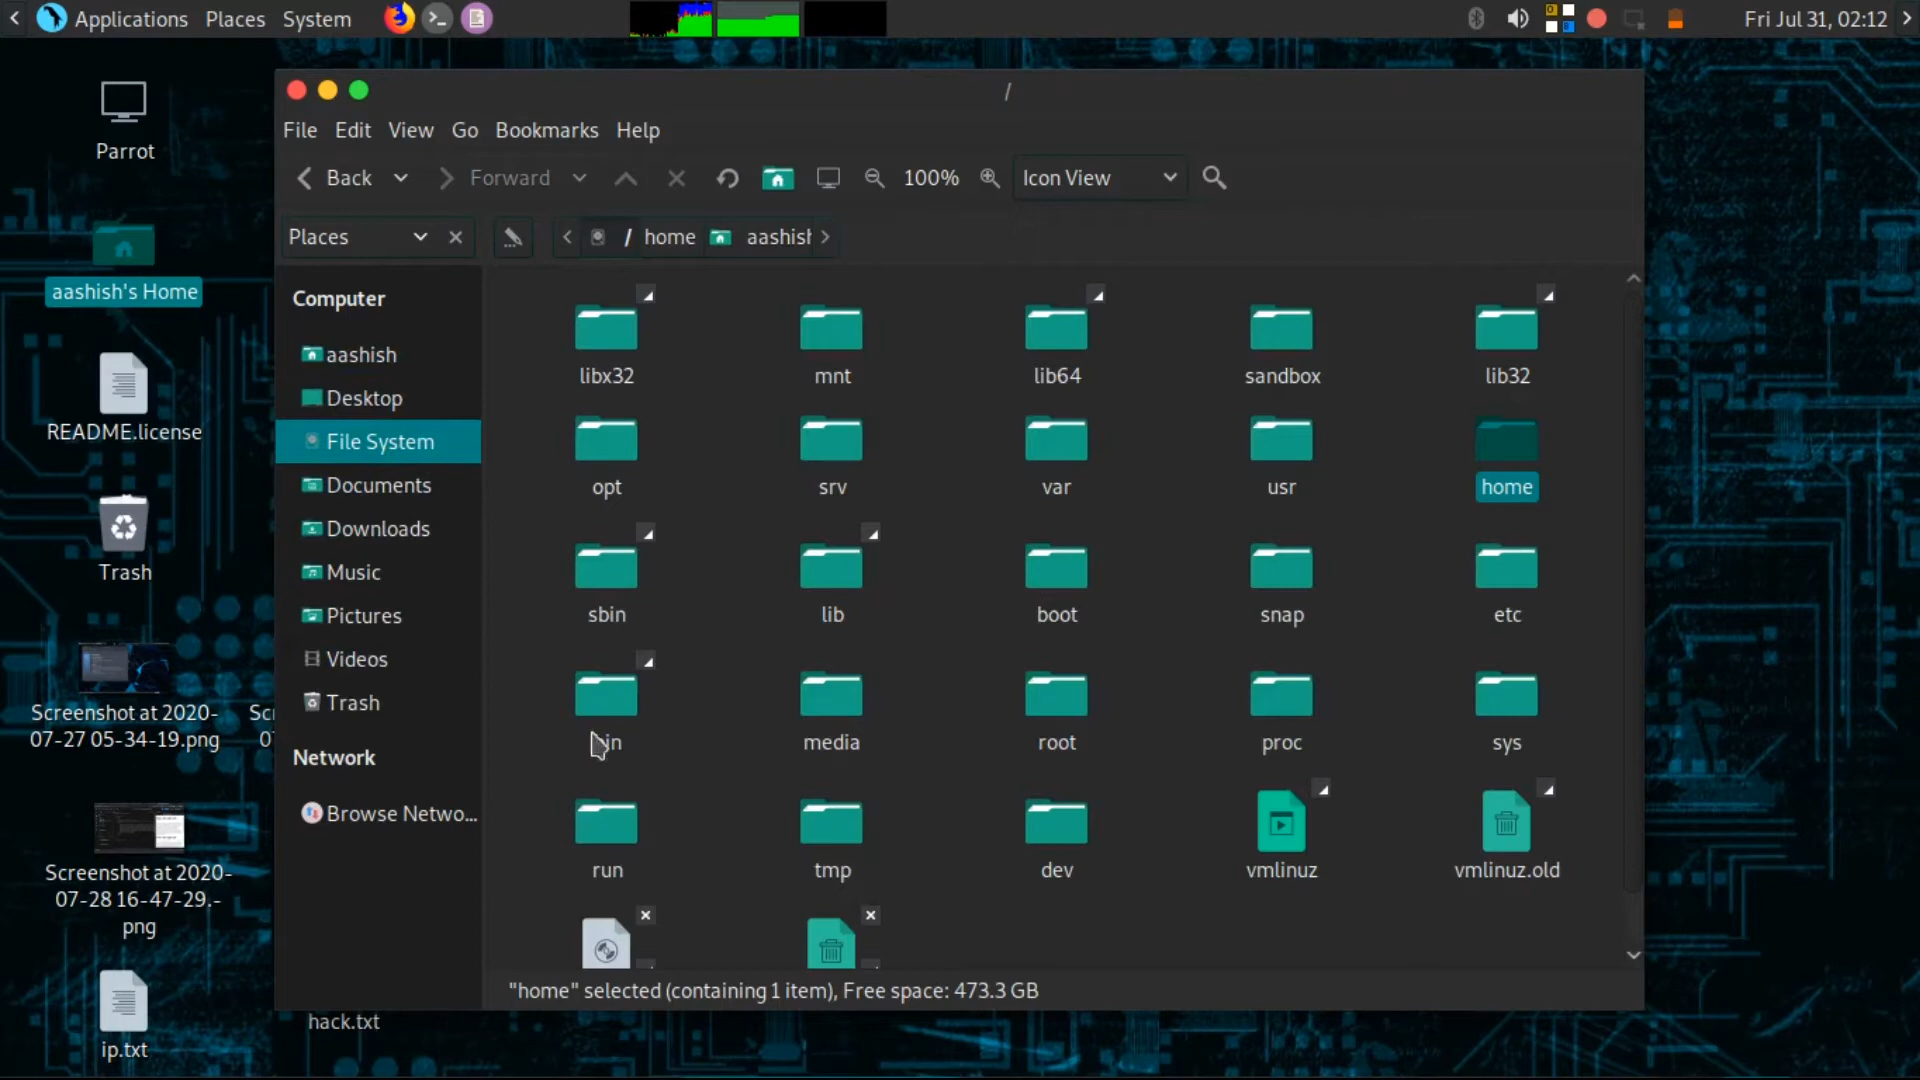 Applications Places System
Fri Jul 31, 02:12
Parrot
aashish's Home
README.license
Trash
Screenshot at 2020-
07-27 05-34-19.png
Screenshot at 2020-
07-28 16-47-29.-
png
ip.txt
hack.txt
/
File Edit View Go Bookmarks Help
Back Forward 100% Icon View
Places / home aashish
Computer
aashish
Desktop
File System
Documents
Downloads
Music
Pictures
Videos
Trash
Network
Browse Netwo...
libx32 mnt lib64 sandbox lib32
opt srv var usr home
sbin lib boot snap etc
media root proc sys
run tmp dev vmlinuz vmlinuz.old
"home" selected (containing 1 item), Free space: 473.3 GB